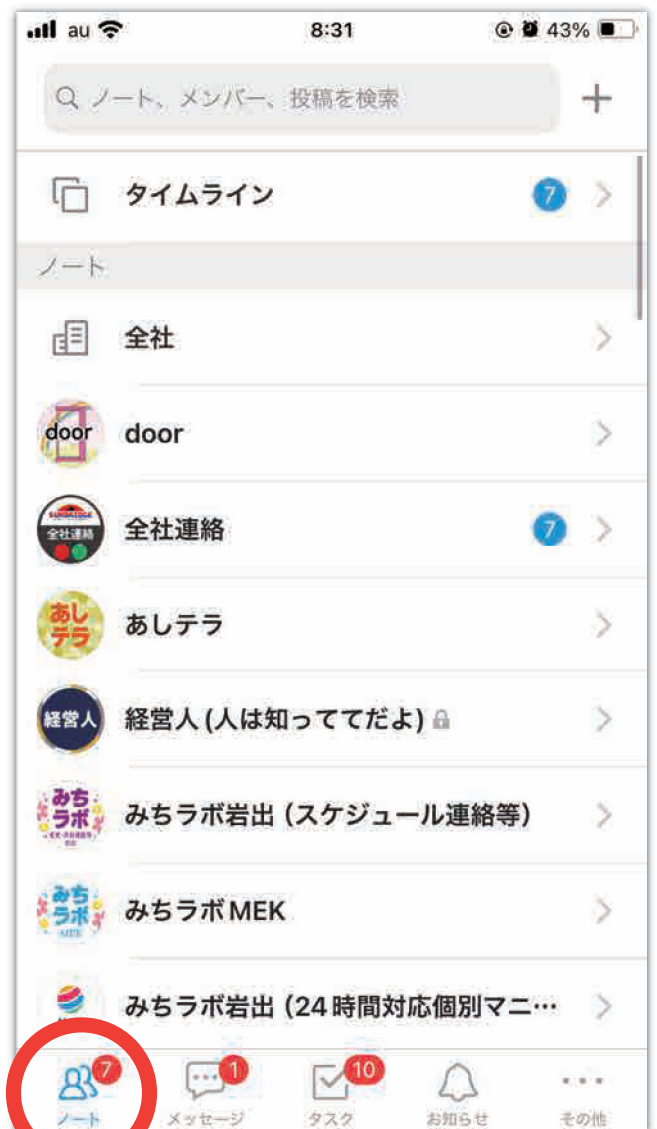 au 8:31 43%
ノート、メンバー、投稿を検索
タイムライン 7
ノート
全社
door door
全社連絡 全社連絡 7
あしテラ あしテラ
経営人 経営人(人は知っててだよ)
みちラボ みちラボ岩出（スケジュール連絡等）
みちラボ MEK みちラボMEK
みちラボ岩出（24時間対応個別マニ…
7 1 10
ノート メッセージ タスク お知らせ その他